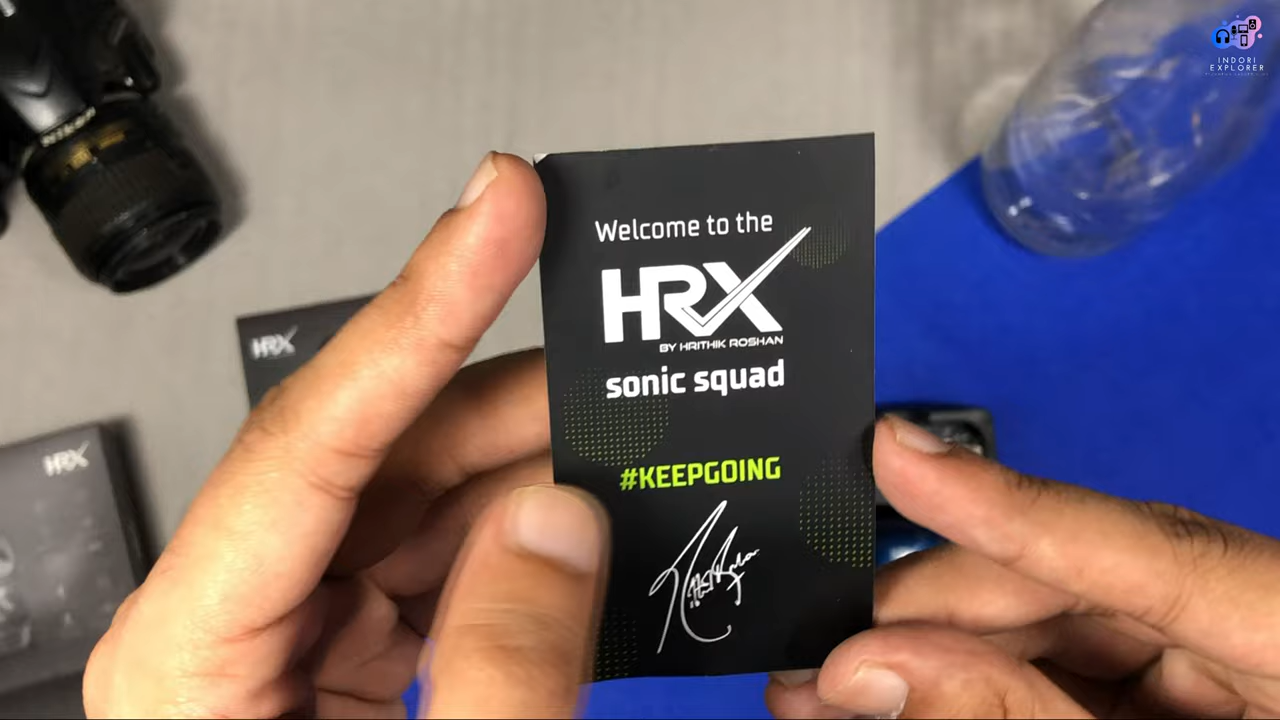 INDORI
EXPLORER
Nikon
Welcome to the
HRX
BY HRITHIK ROSHAN
sonic squad
#KEEPGOING
HRX
HRX